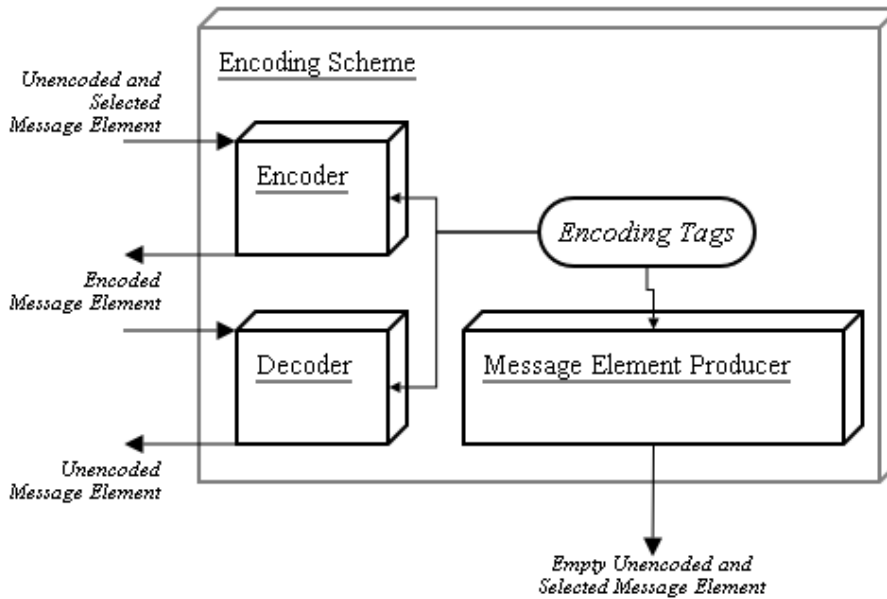 Encoding Scheme
Unencoded and
Selected
Message Element
Encoder
Encoding Tags
Encoded
Message Element
Decoder
Message Element Producer
Unencoded
Message Element
Empty Unencoded and
Selected Message Element